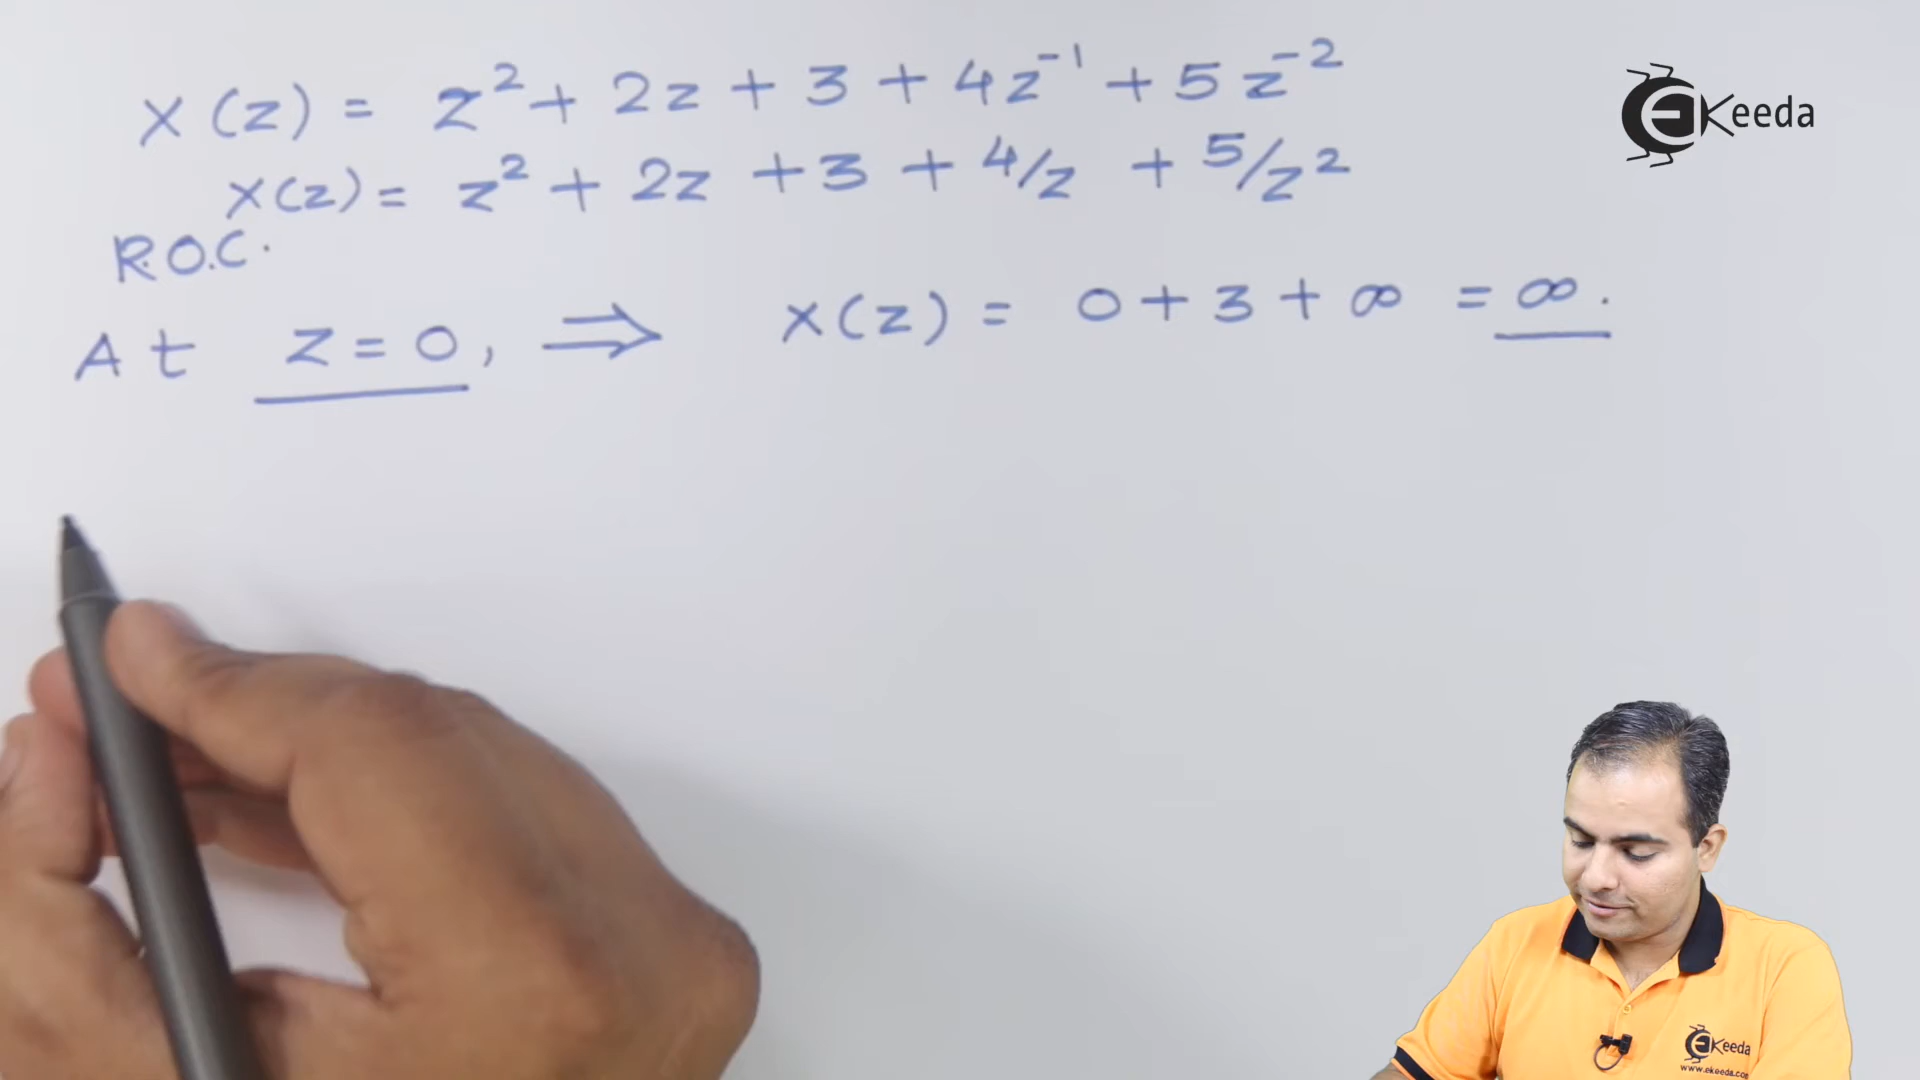 X(z) = z² + 2z + 3 + 4z⁻¹ + 5z⁻²
X(z) = z² + 2z + 3 + 4/z + 5/z²
R.O.C.
At z = 0, ⇒ X(z) = 0 + 3 + ∞ = ∞.
EKeeda
EKeeda
www.ekeeda.com